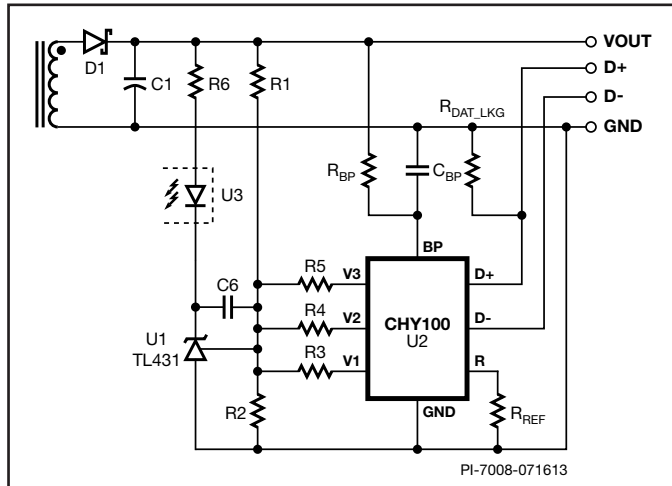 VOUT
D+
D-
GND
D1
C1
R6
R1
RDAT_LKG
RBP
CBP
U3
BP
C6
R5
V3
D+
R4
V2
CHY100
U2
D-
U1
TL431
R3
V1
R
R2
GND
RREF
PI-7008-071613